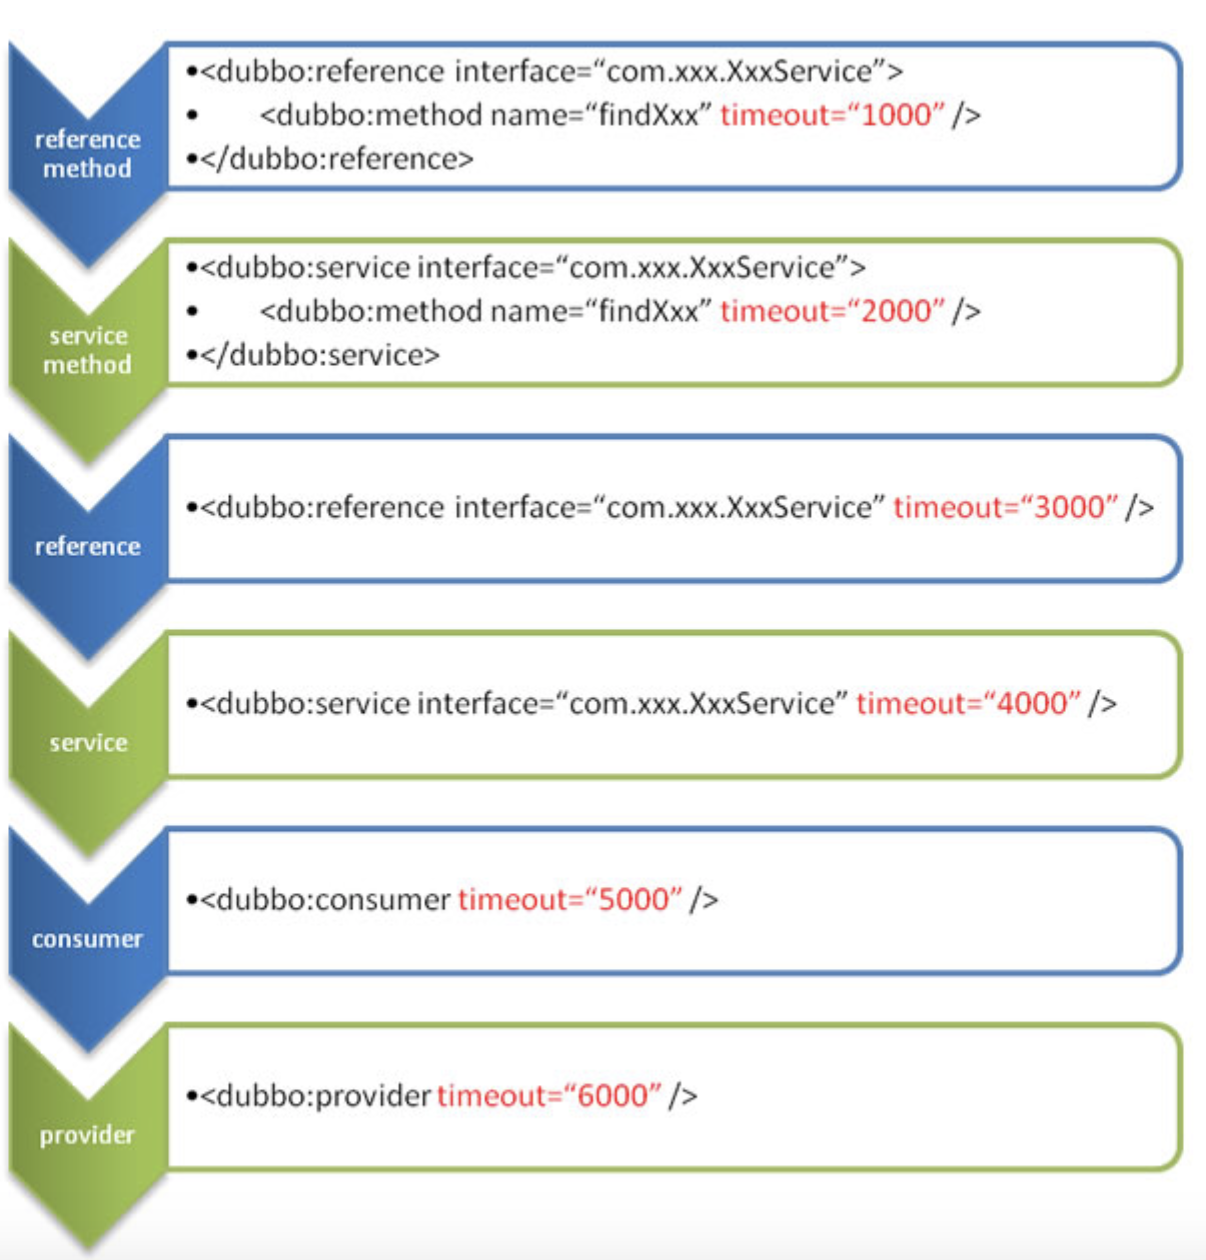 reference
method
•<dubbo:reference interface=“com.xxx.XxxService”>
• <dubbo:method name=“findXxx” timeout=“1000” />
•</dubbo:reference>
service
method
•<dubbo:service interface=“com.xxx.XxxService”>
• <dubbo:method name=“findXxx” timeout=“2000” />
•</dubbo:service>
reference
•<dubbo:reference interface=“com.xxx.XxxService” timeout=“3000” />
service
•<dubbo:service interface=“com.xxx.XxxService” timeout=“4000” />
consumer
•<dubbo:consumer timeout=“5000” />
provider
•<dubbo:provider timeout=“6000” />